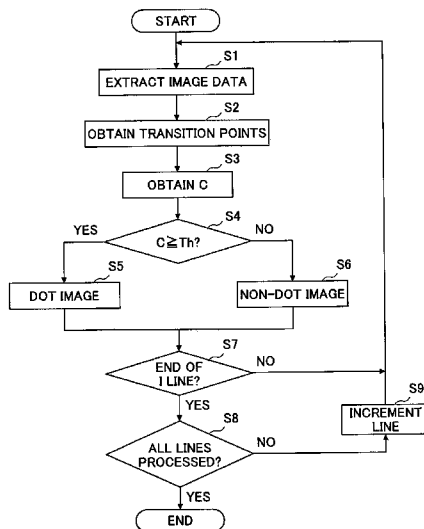 START
S1
EXTRACT IMAGE DATA
S2
OBTAIN TRANSITION POINTS
S3
OBTAIN C
S4
YES
C≧Th?
NO
S5
DOT IMAGE
S6
NON-DOT IMAGE
S7
END OF
I LINE?
NO
YES
S8
ALL LINES
PROCESSED?
NO
S9
INCREMENT
LINE
YES
END